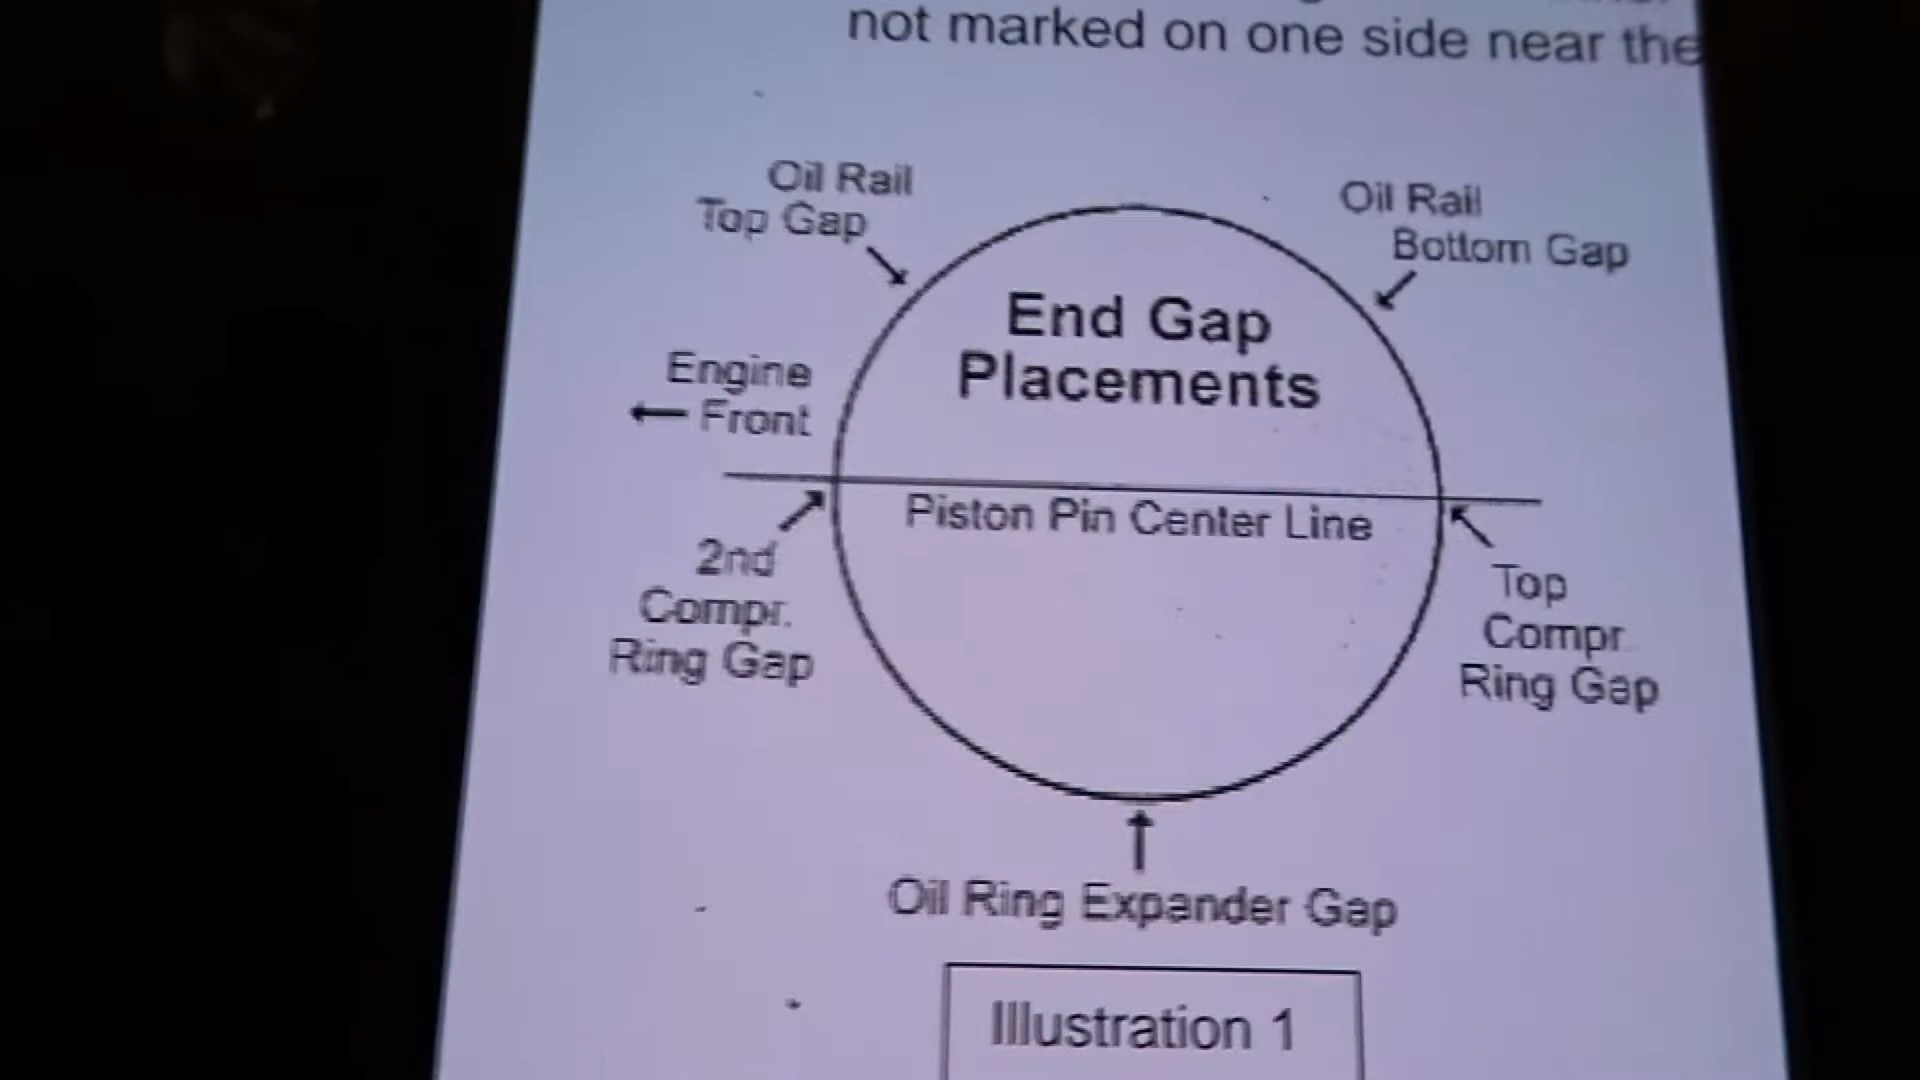 not marked on one side near the
Oil Rail
Top Gap
Oil Rail
Bottom Gap
End Gap
Placements
Engine
Front
Piston Pin Center Line
2nd
Compr.
Ring Gap
Top
Compr.
Ring Gap
Oil Ring Expander Gap
Illustration 1